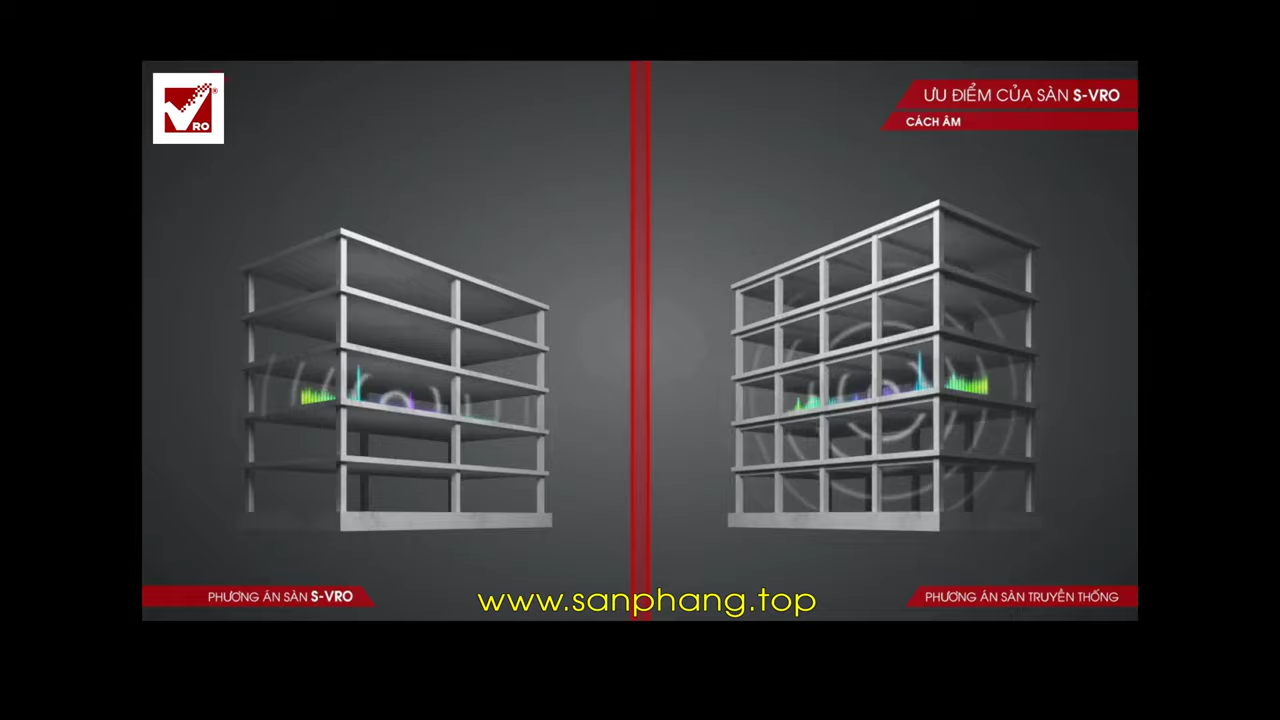 RO
ƯU ĐIỂM CỦA SÀN S-VRO
CÁCH ÂM
PHƯƠNG ÁN SÀN S-VRO
www.sanphang.top
PHƯƠNG ÁN SÀN TRUYỀN THỐNG